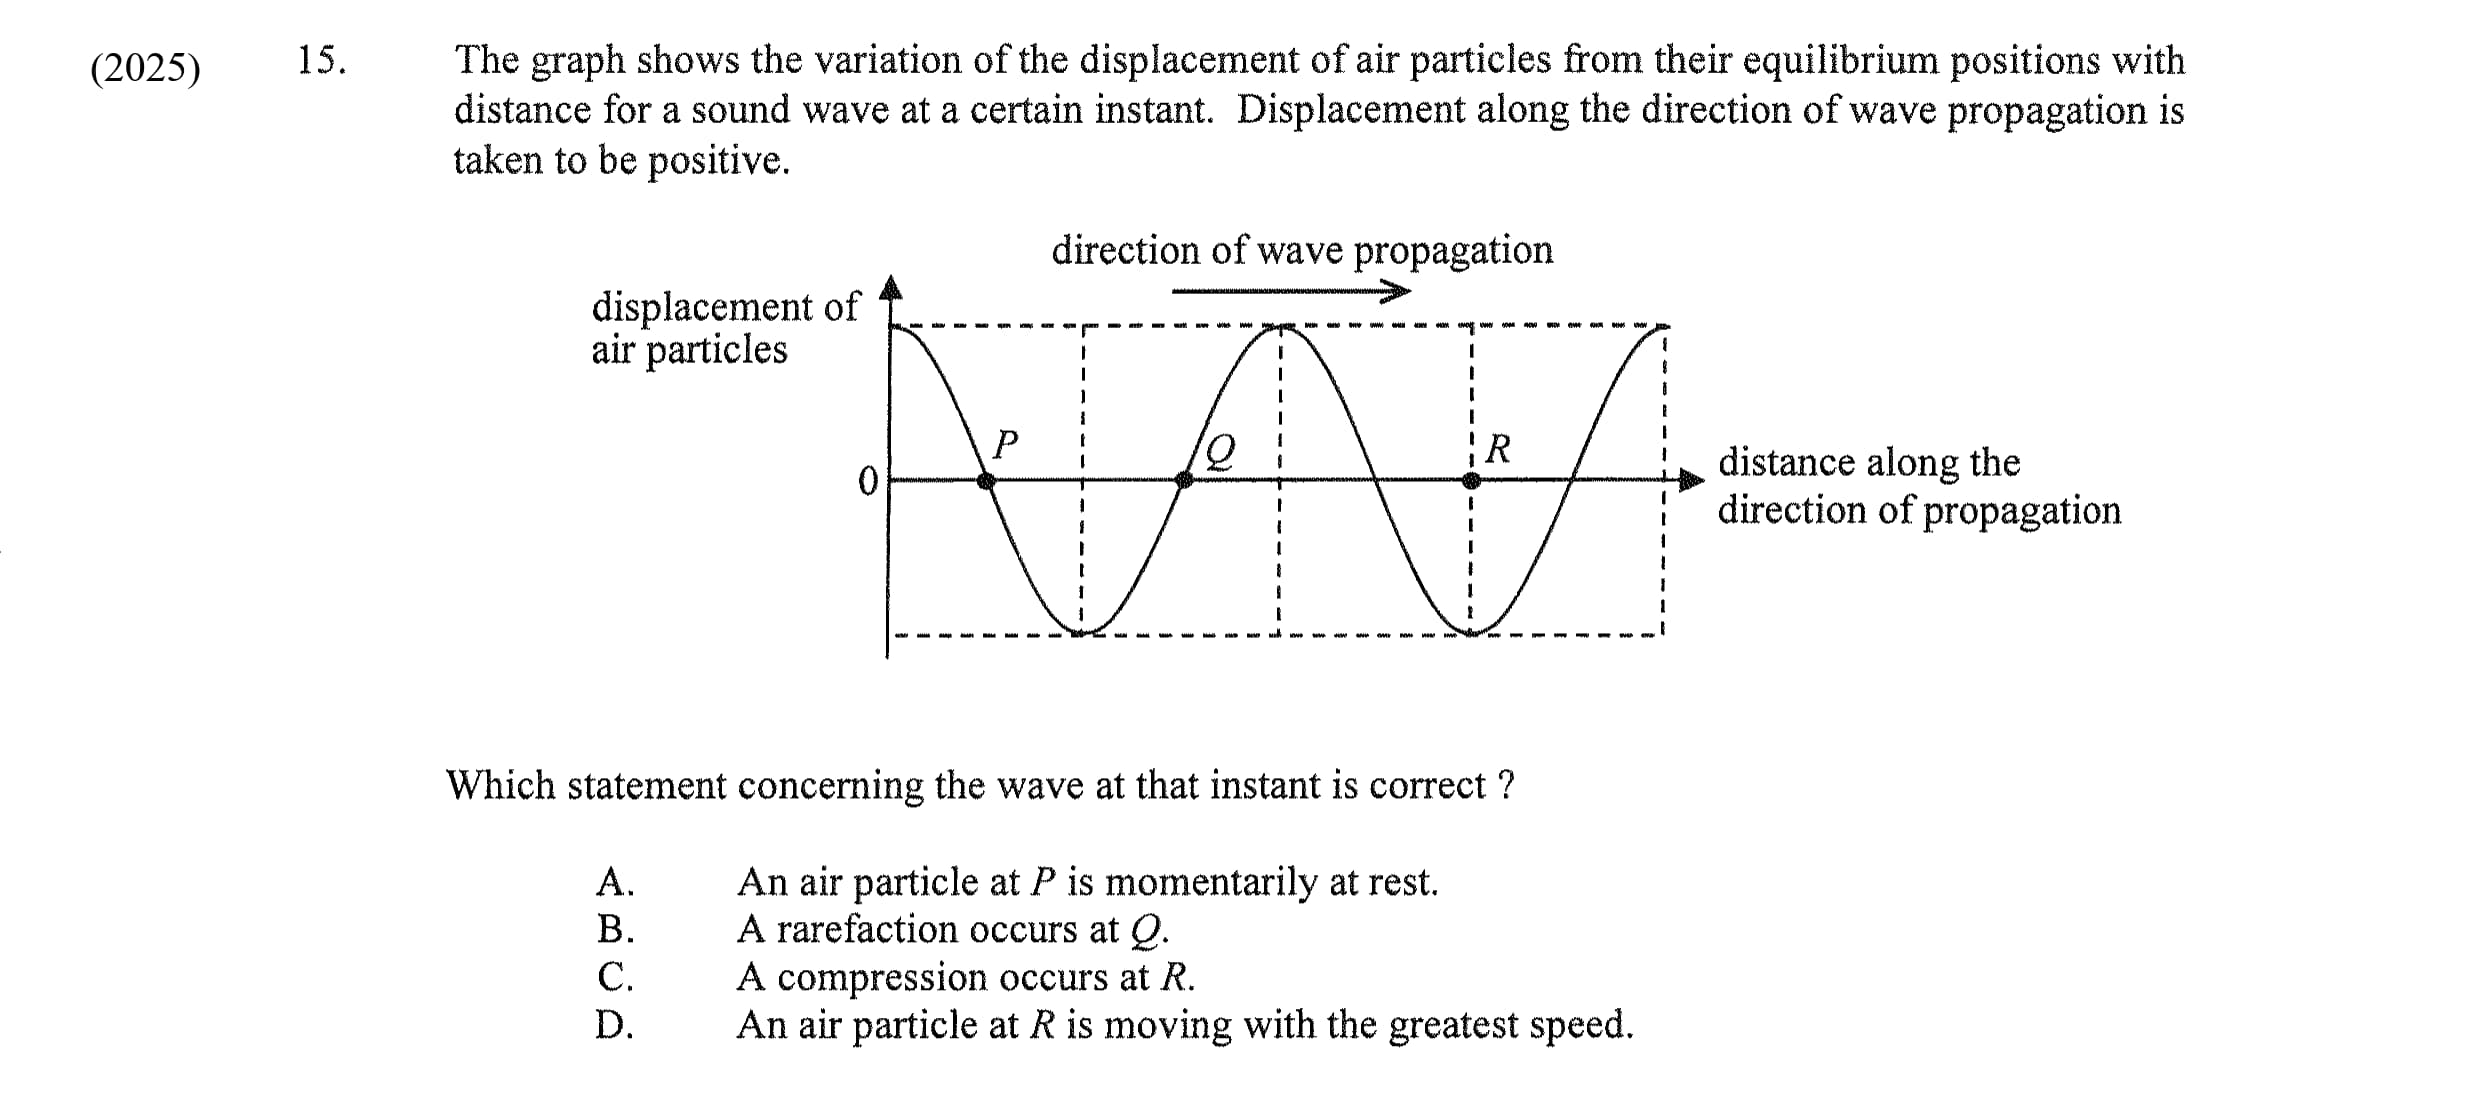 (2025) 15. The graph shows the variation of the displacement of air particles from their equilibrium positions with
distance for a sound wave at a certain instant. Displacement along the direction of wave propagation is
taken to be positive.
direction of wave propagation
displacement of
air particles
P
Q
R
0
distance along the
direction of propagation
Which statement concerning the wave at that instant is correct ?
A. An air particle at P is momentarily at rest.
B. A rarefaction occurs at Q.
C. A compression occurs at R.
D. An air particle at R is moving with the greatest speed.